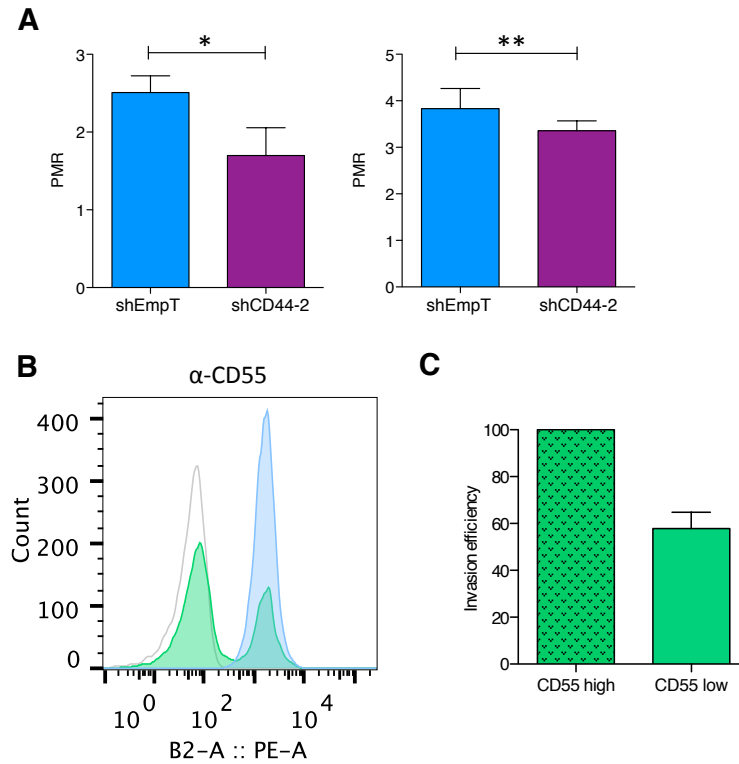 A
*
**
3
2
1
0
PMR
shEmpT
shCD44-2
5
4
3
2
1
0
PMR
shEmpT
shCD44-2
B
α-CD55
400
300
200
100
0
Count
10 0
10 2
10 4
B2-A :: PE-A
C
100
80
60
40
20
0
Invasion efficiency
CD55 high
CD55 low